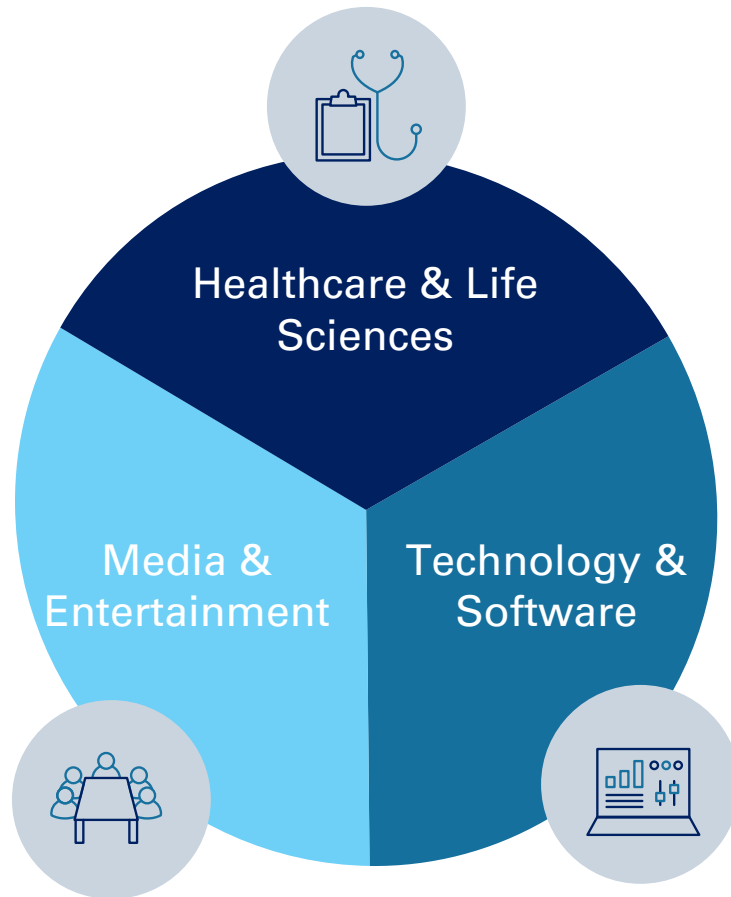 Healthcare & Life
Sciences
Media &
Entertainment
Technology &
Software